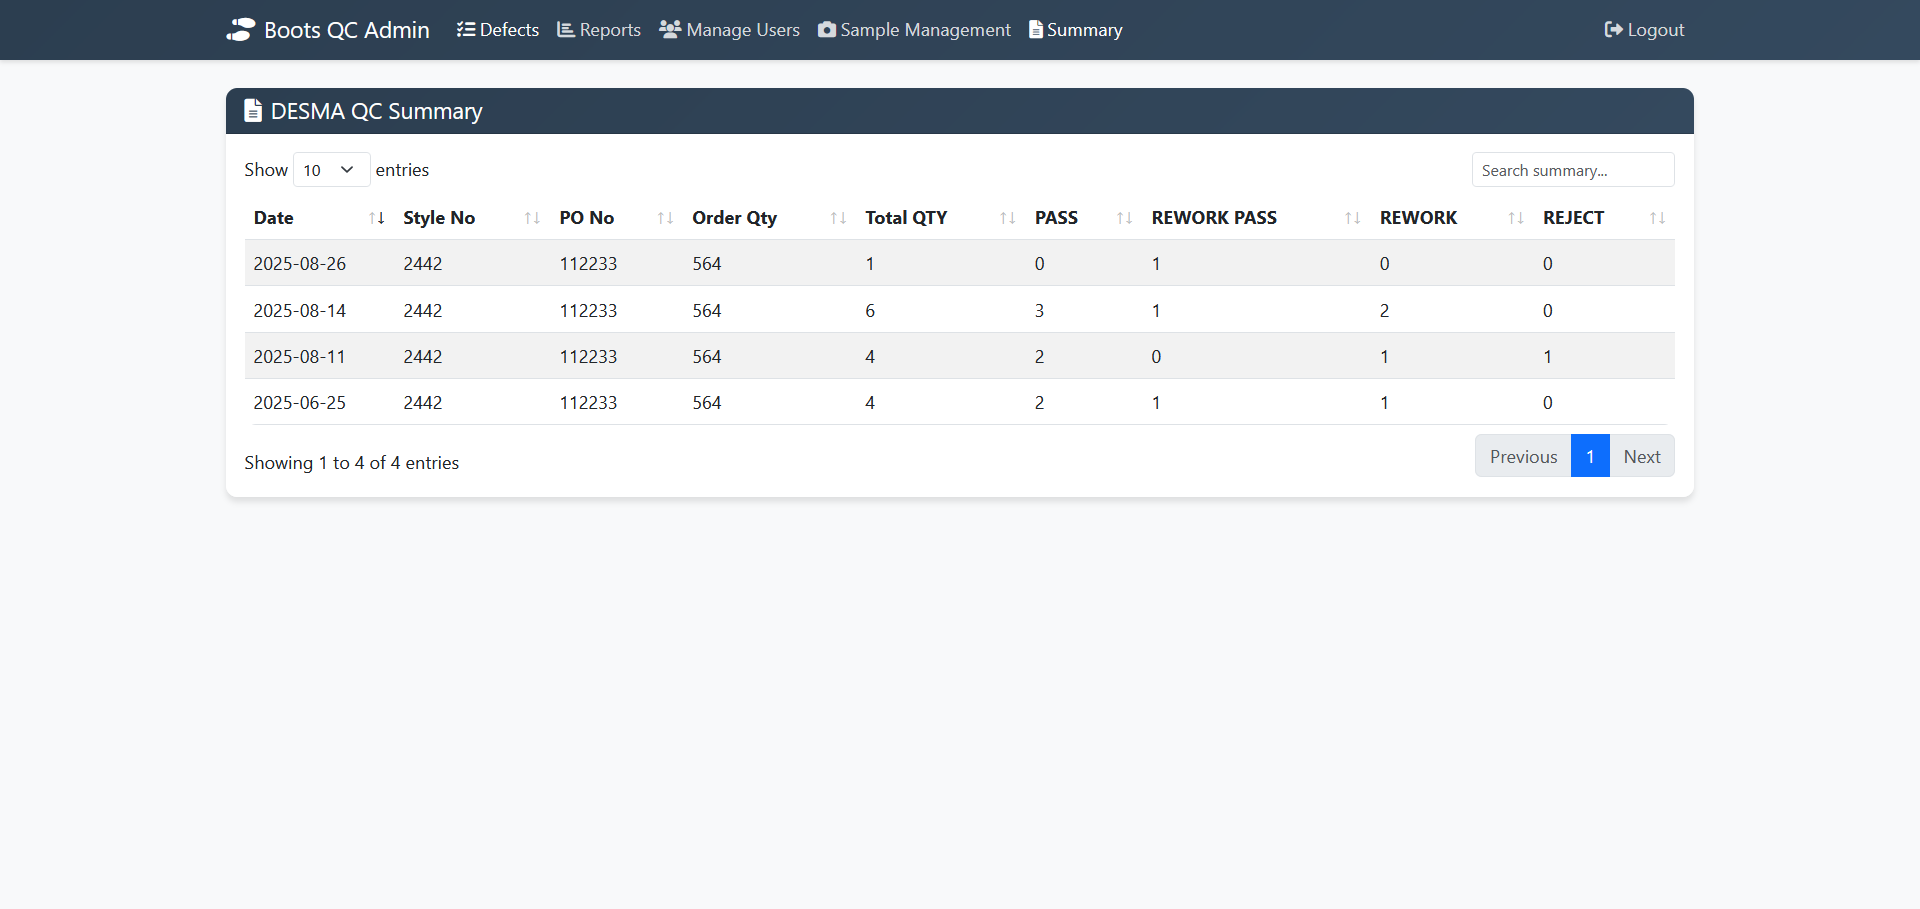 Boots QC Admin Defects Reports Manage Users Sample Management Summary Logout
DESMA QC Summary
Show 10 entries Search summary...
Date Style No PO No Order Qty Total QTY PASS REWORK PASS REWORK REJECT
2025-08-26 2442 112233 564 1 0 1 0 0
2025-08-14 2442 112233 564 6 3 1 2 0
2025-08-11 2442 112233 564 4 2 0 1 1
2025-06-25 2442 112233 564 4 2 1 1 0
Showing 1 to 4 of 4 entries Previous 1 Next